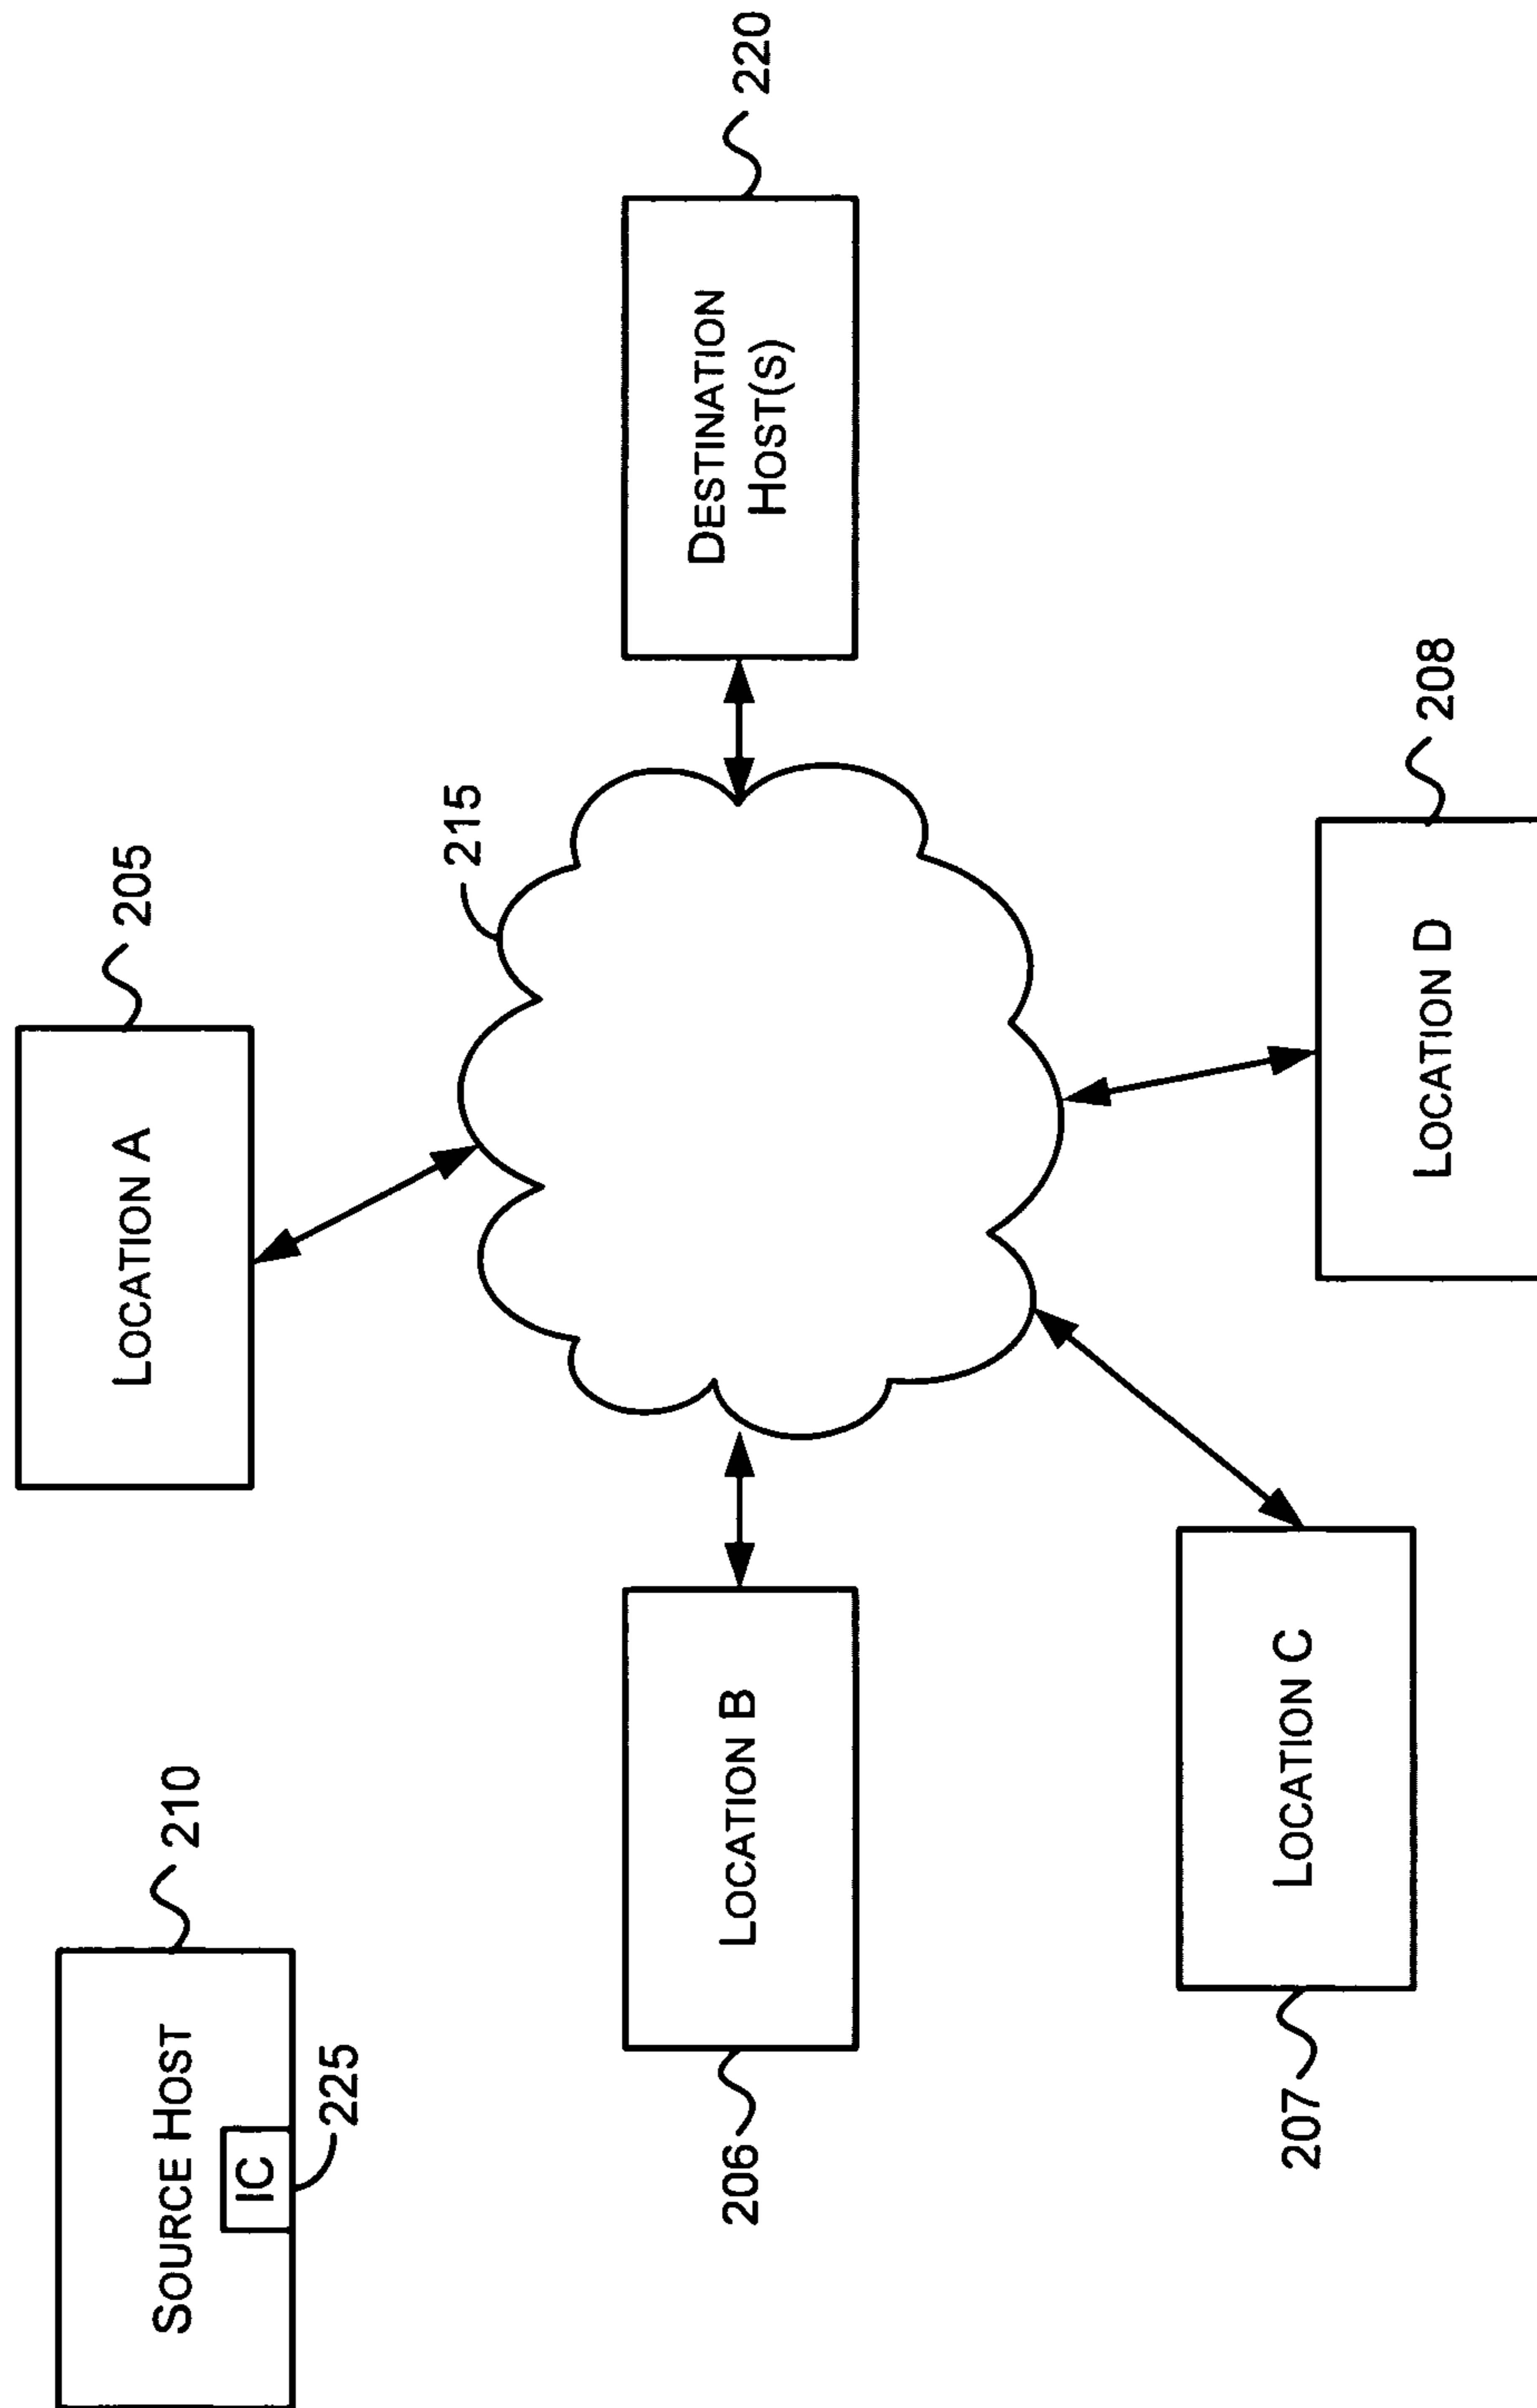 SOURCE HOST
IC
210
225
LOCATION A
205
215
LOCATION B
206
DESTINATION
HOST(S)
220
LOCATION C
207
LOCATION D
208